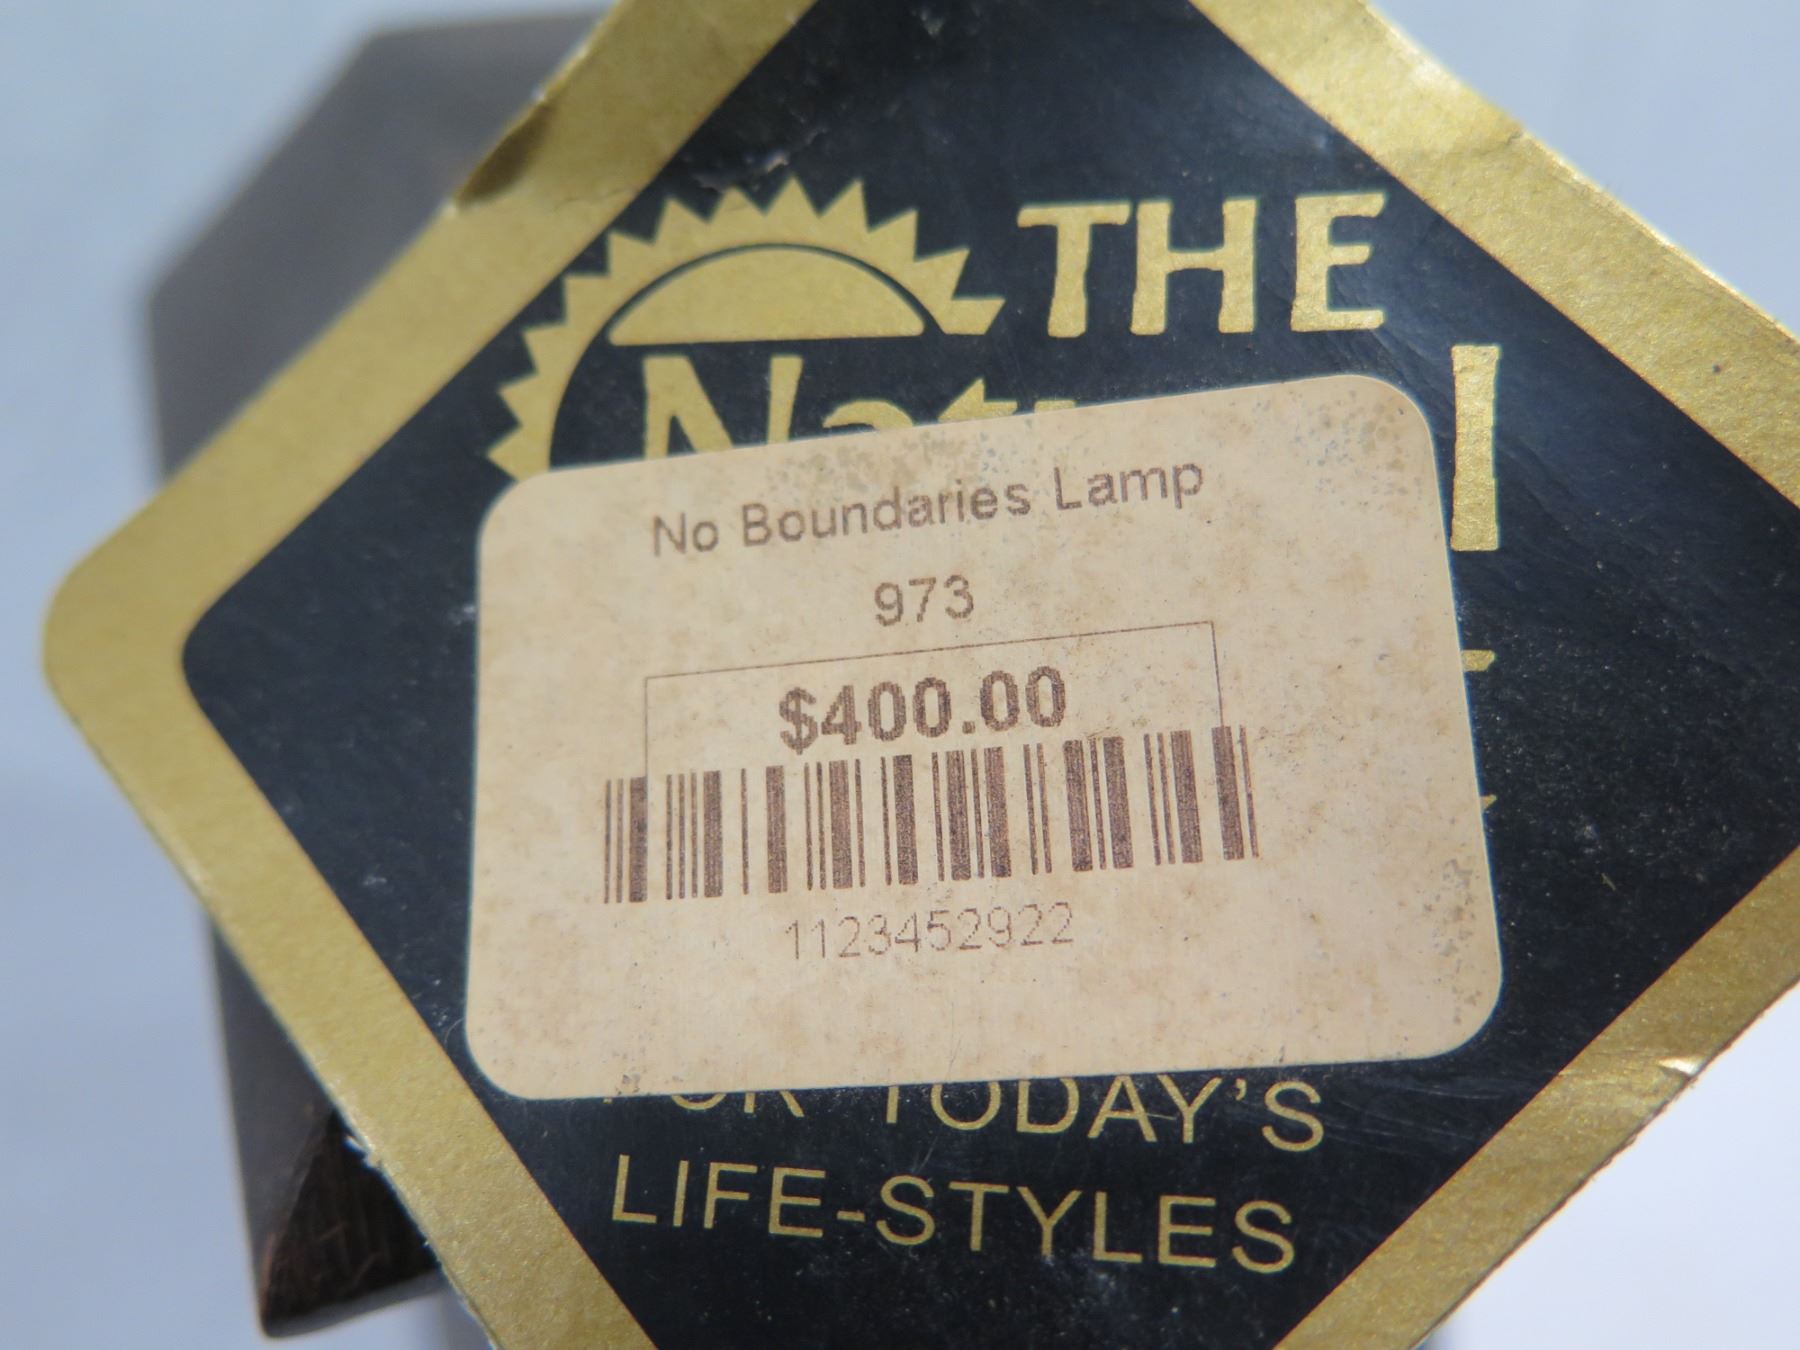 THE
No Boundaries Lamp
973
$400.00
1123452922
TODAY'S
LIFE-STYLES